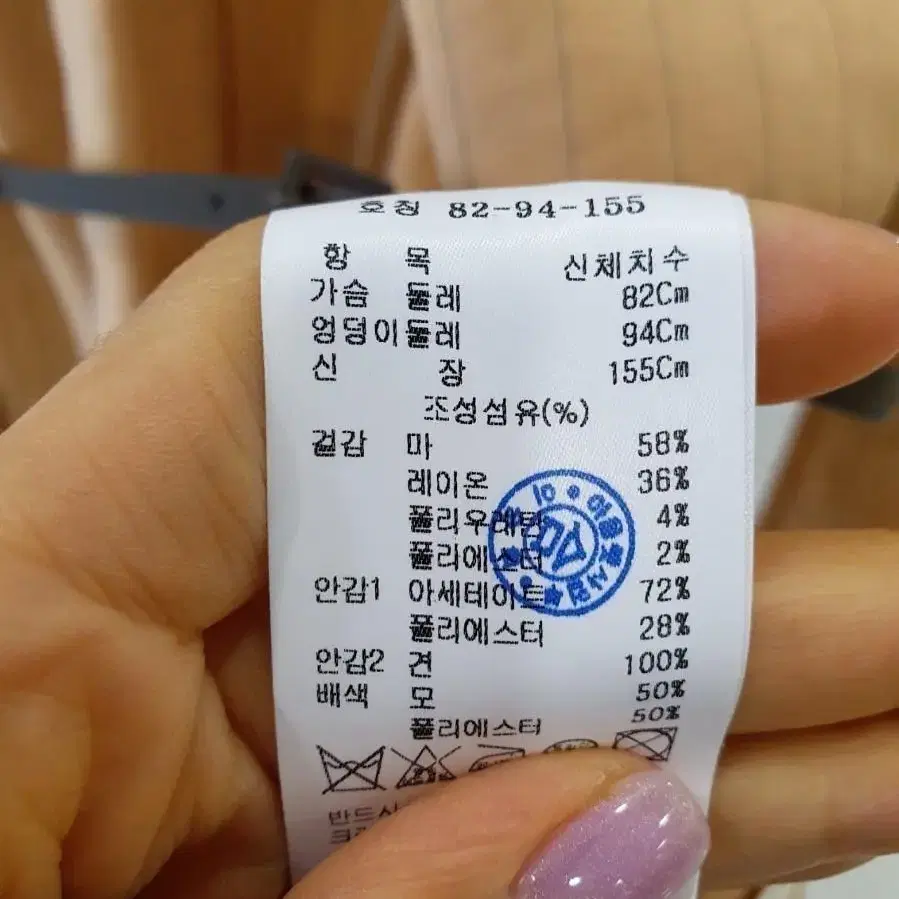 호칭 82-94-155
항 목 신체치수
가슴 둘레 82Cm
엉덩이둘레 94Cm
신 장 155Cm
조성섬유(%)
겉감 마 58%
레이온 36%
폴리우레탄 4%
폴리에스터 2%
안감1 아세테이트 72%
폴리에스터 28%
안감2 견 100%
배색 모 50%
폴리에스터 50%
반드시